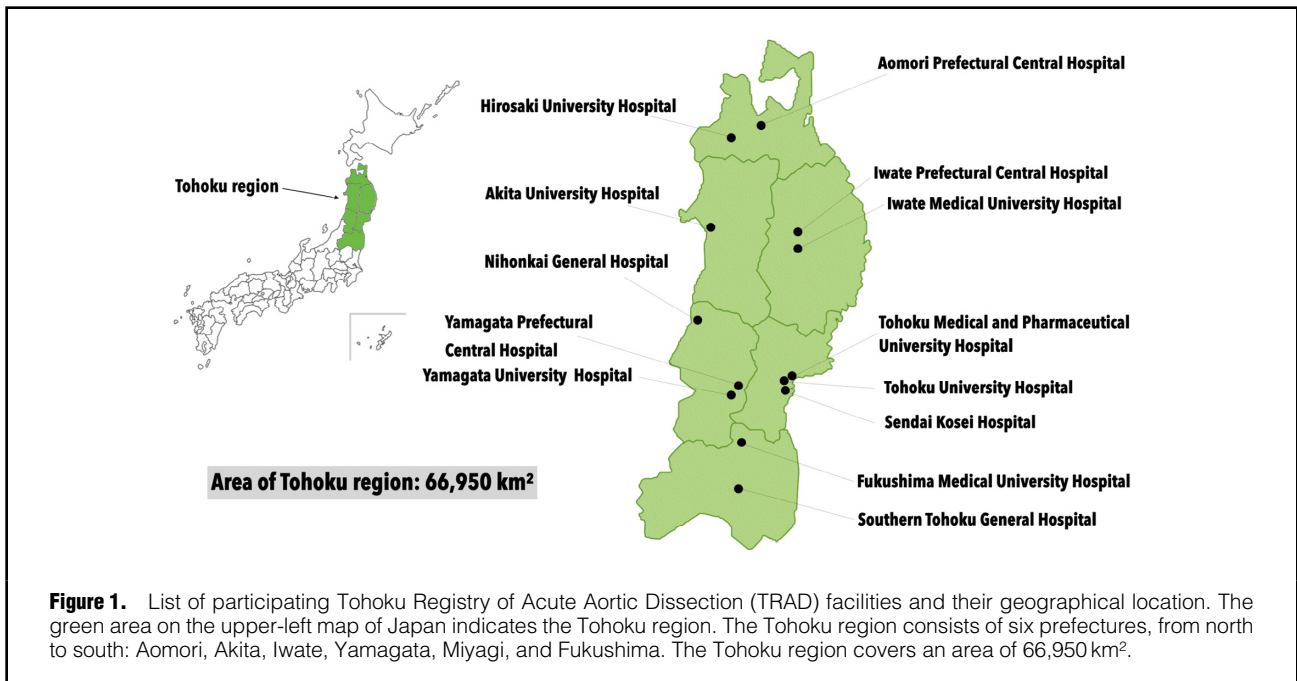 Aomori Prefectural Central Hospital
Hirosaki University Hospital
Iwate Prefectural Central Hospital
Tohoku region
Akita University Hospital
Iwate Medical University Hospital
Nihonkai General Hospital
Yamagata Prefectural
Central Hospital
Tohoku Medical and Pharmaceutical
University Hospital
Yamagata University Hospital
Tohoku University Hospital
Sendai Kosei Hospital
Area of Tohoku region: 66,950 km²
Fukushima Medical University Hospital
Southern Tohoku General Hospital
Figure 1. List of participating Tohoku Registry of Acute Aortic Dissection (TRAD) facilities and their geographical location. The
green area on the upper-left map of Japan indicates the Tohoku region. The Tohoku region consists of six prefectures, from north
to south: Aomori, Akita, Iwate, Yamagata, Miyagi, and Fukushima. The Tohoku region covers an area of 66,950 km².